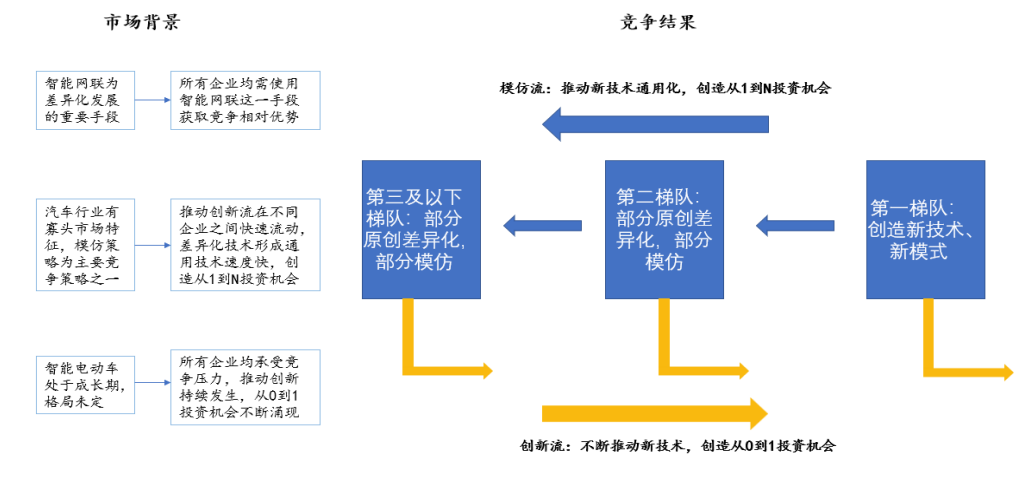 市场背景
竞争结果
智能网联为
差异化发展
的重要手段
所有企业均需使用
智能网联这一手段
获取竞争相对优势
汽车行业有
寡头市场特
征，模仿策
略为主要竞
争策略之一
推动创新流在不同
企业之间快速流动，
差异化技术形成通
用技术速度快，创
造从1到N投资机会
智能电动车
处于成长期，
格局未定
所有企业均承受竞
争压力，推动创新
持续发生，从0到1
投资机会不断涌现
模仿流：推动新技术通用化，创造从1到N投资机会
第三及以下
梯队：部分
原创差异化，
部分模仿
第二梯队：
部分原创差
异化，部分
模仿
第一梯队：
创造新技术、
新模式
创新流：不断推动新技术，创造从0到1投资机会